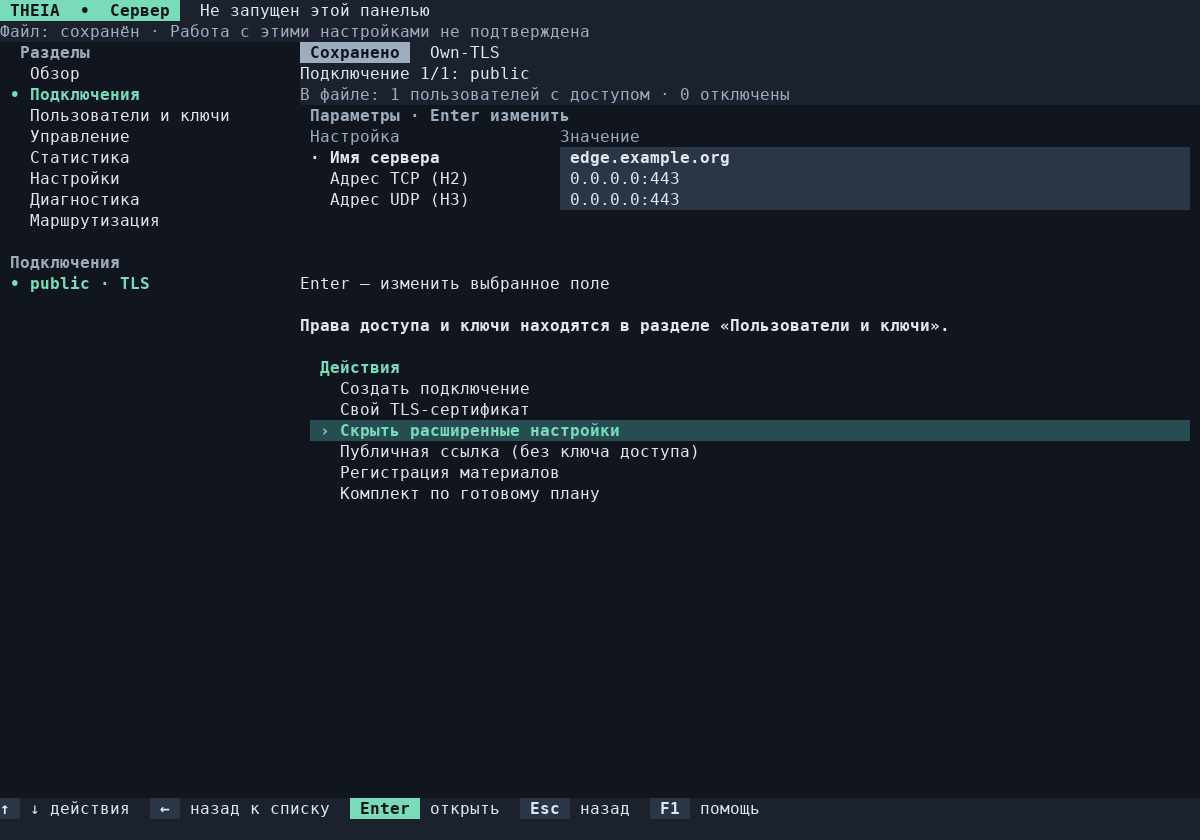 THEIA • Сервер Не запущен этой панелью
Файл: сохранён · Работа с этими настройками не подтверждена
Разделы
Обзор
• Подключения
Пользователи и ключи
Управление
Статистика
Настройки
Диагностика
Маршрутизация
Подключения
• public · TLS
Сохранено Own-TLS
Подключение 1/1: public
В файле: 1 пользователей с доступом · 0 отключены
Параметры · Enter изменить
Настройка Значение
· Имя сервера edge.example.org
Адрес TCP (H2) 0.0.0.0:443
Адрес UDP (H3) 0.0.0.0:443
Enter — изменить выбранное поле
Права доступа и ключи находятся в разделе «Пользователи и ключи».
Действия
Создать подключение
Свой TLS-сертификат
› Скрыть расширенные настройки
Публичная ссылка (без ключа доступа)
Регистрация материалов
Комплект по готовому плану
↑ ↓ действия ← назад к списку Enter открыть Esc назад F1 помощь